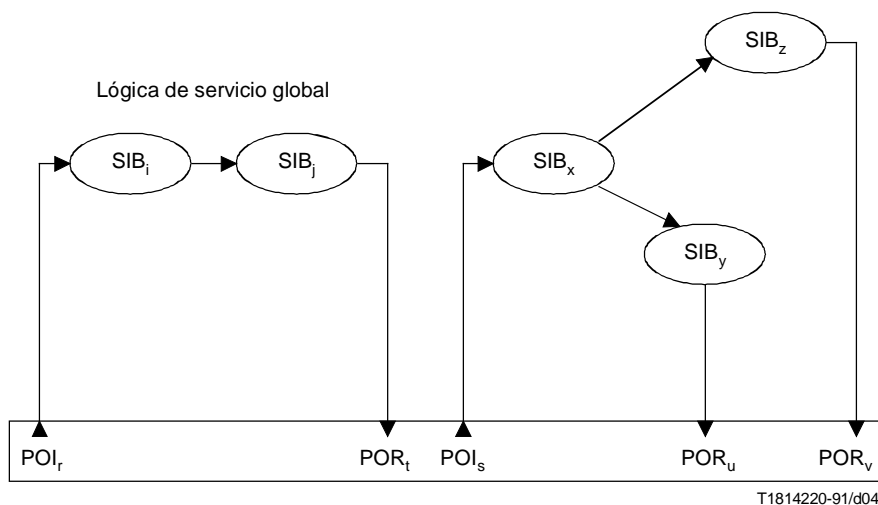 SIBz
Lógica de servicio global
SIBi
SIBj
SIBx
SIBy
POIr
PORt
POIs
PORu
PORv
T1814220-91/d04